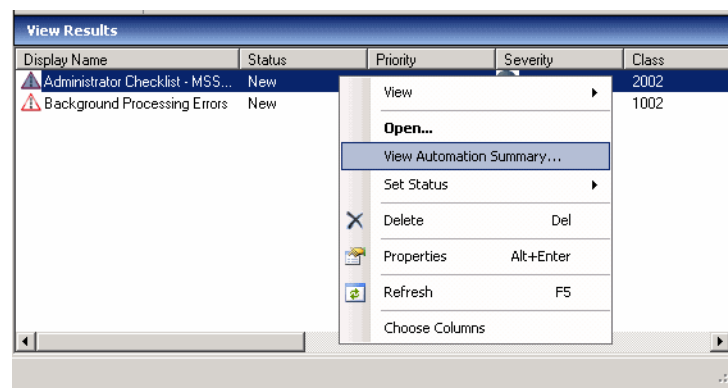 View Results
Display Name Status Priority Severity Class
Administrator Checklist - MSS... New 2002
Background Processing Errors New 1002
View
Open...
View Automation Summary...
Set Status
Delete Del
Properties Alt+Enter
Refresh F5
Choose Columns